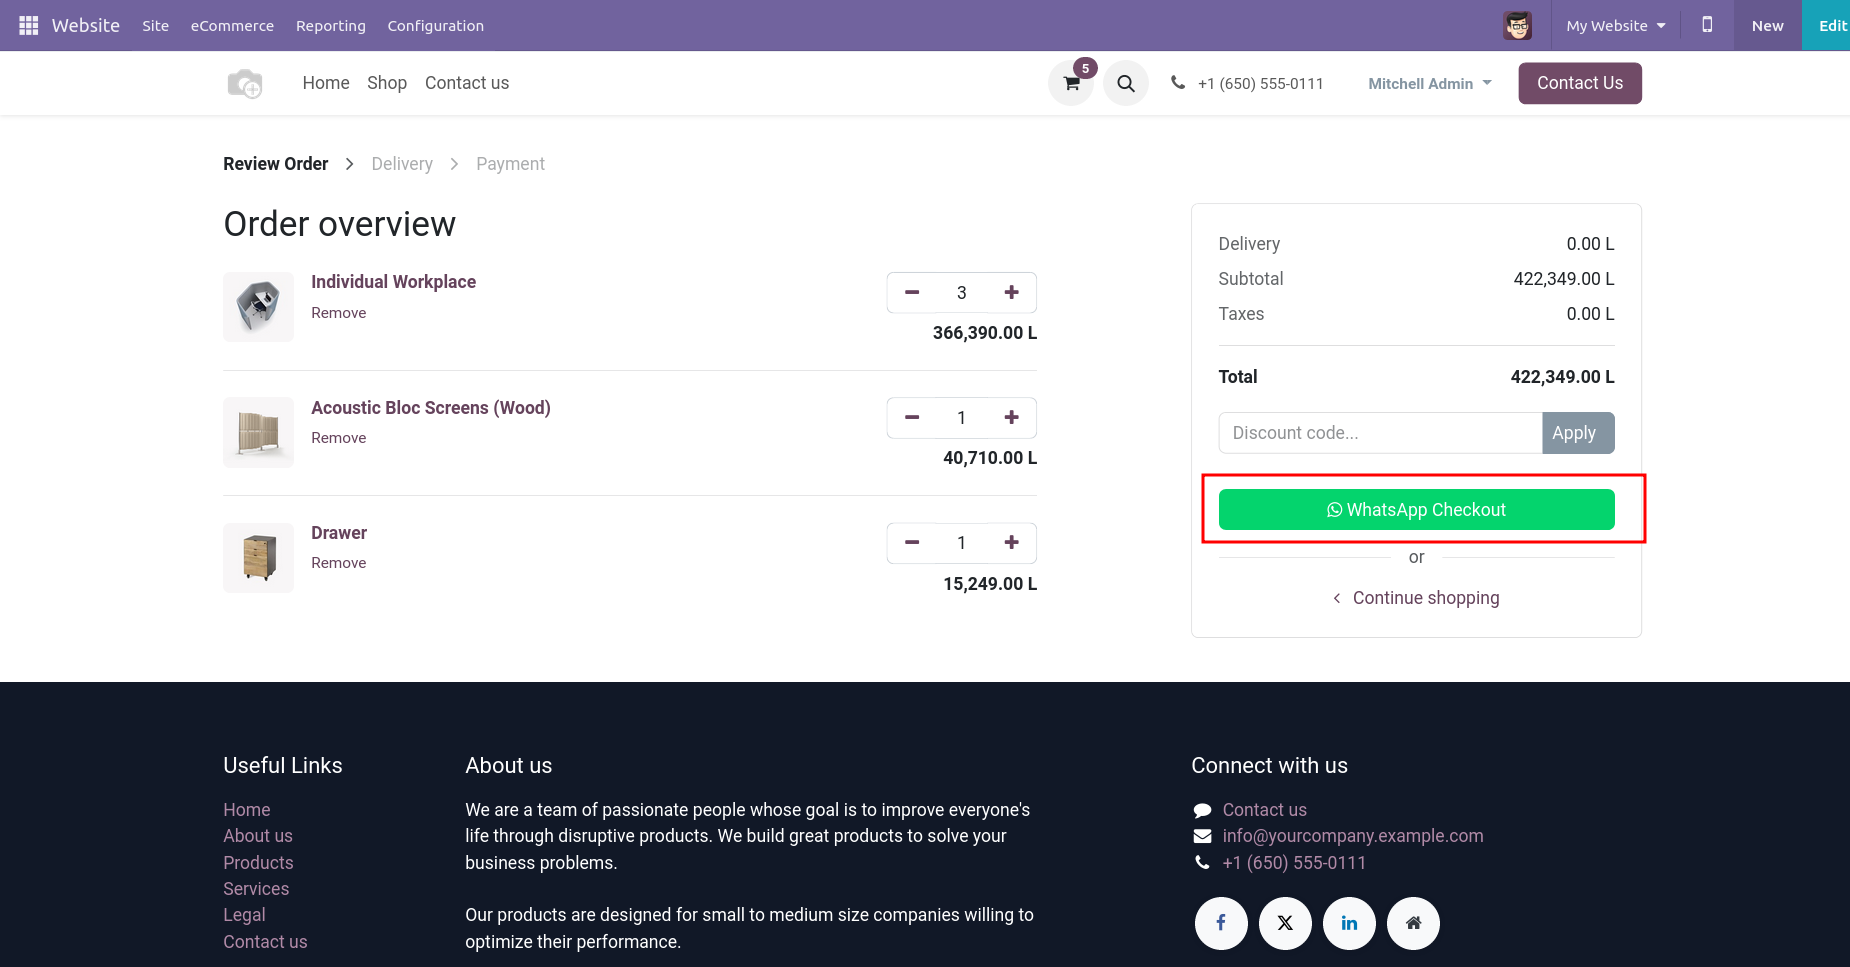 Website Site eCommerce Reporting Configuration My Website New Edit
Home Shop Contact us 5 +1 (650) 555-0111 Mitchell Admin Contact Us
Review Order Delivery Payment
Order overview
Individual Workplace
Remove
3
366,390.00 L
Acoustic Bloc Screens (Wood)
Remove
1
40,710.00 L
Drawer
Remove
1
15,249.00 L
Delivery 0.00 L
Subtotal 422,349.00 L
Taxes 0.00 L
Total 422,349.00 L
Discount code... Apply
WhatsApp Checkout
or
Continue shopping
Useful Links
Home
About us
Products
Services
Legal
Contact us
About us
We are a team of passionate people whose goal is to improve everyone's
life through disruptive products. We build great products to solve your
business problems.
Our products are designed for small to medium size companies willing to
optimize their performance.
Connect with us
Contact us
info@yourcompany.example.com
+1 (650) 555-0111